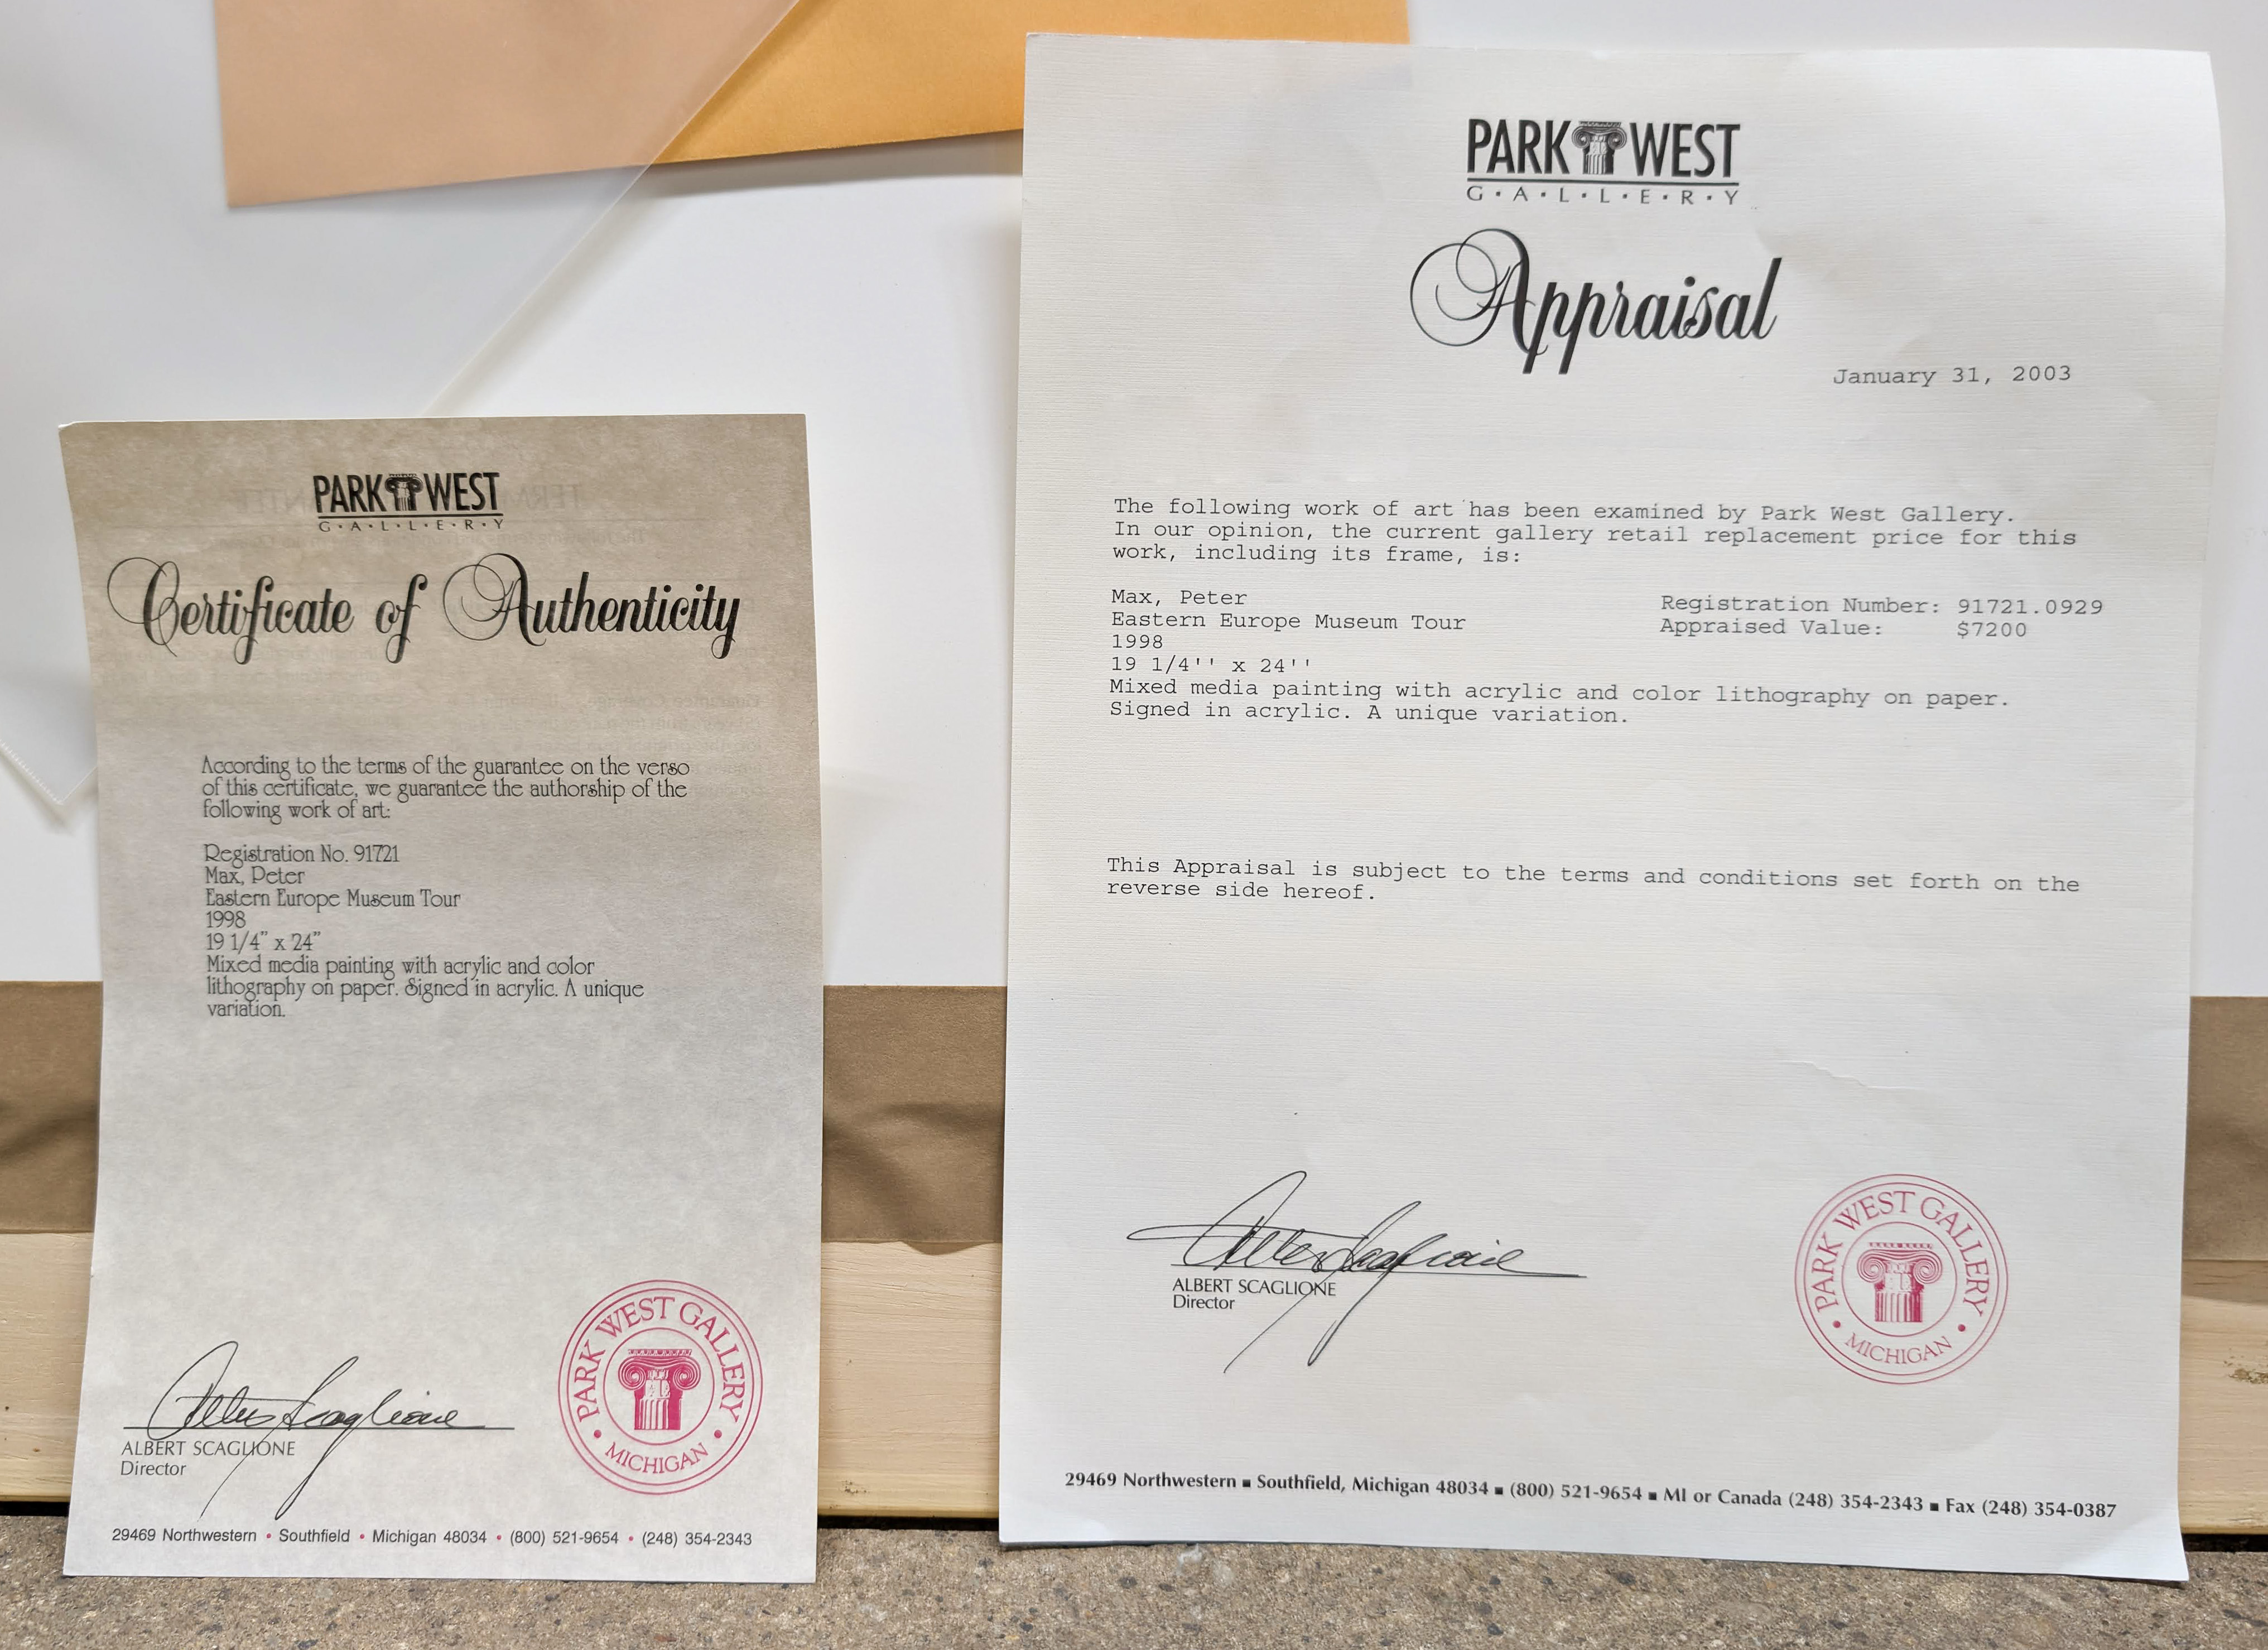 PARK WEST
G·A·L·L·E·R·Y
Certificate of Authenticity
According to the terms of the guarantee on the verso
of this certificate, we guarantee the authorship of the
following work of art:
Registration No. 91721
Max, Peter
Eastern Europe Museum Tour
1998
19 1/4" x 24"
Mixed media painting with acrylic and color
lithography on paper. Signed in acrylic. A unique
variation.
ALBERT SCAGLIONE
Director
PARK WEST GALLERY
• MICHIGAN •
29469 Northwestern • Southfield • Michigan 48034 • (800) 521-9654 • (248) 354-2343
PARK WEST
G·A·L·L·E·R·Y
Appraisal
January 31, 2003
The following work of art has been examined by Park West Gallery.
In our opinion, the current gallery retail replacement price for this
work, including its frame, is:
Max, Peter
Eastern Europe Museum Tour
1998
19 1/4'' x 24''
Mixed media painting with acrylic and color lithography on paper.
Signed in acrylic. A unique variation.
Registration Number: 91721.0929
Appraised Value: $7200
This Appraisal is subject to the terms and conditions set forth on the
reverse side hereof.
ALBERT SCAGLIONE
Director
PARK WEST GALLERY
• MICHIGAN •
29469 Northwestern ■ Southfield, Michigan 48034 ■ (800) 521-9654 ■ MI or Canada (248) 354-2343 ■ Fax (248) 354-0387